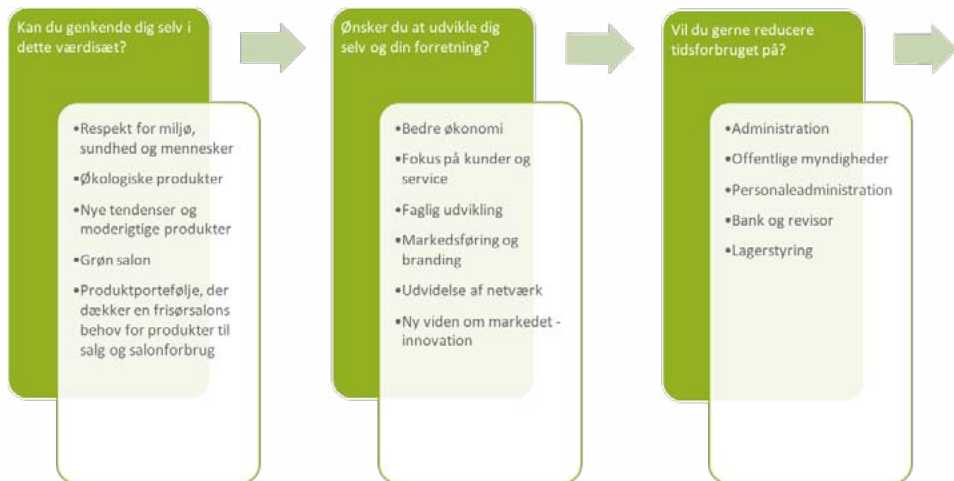 Kan du genkende dig selv i
dette værdisæt?
•Respekt for miljø,
sundhed og mennesker
•Økologiske produkter
•Nye tendenser og
moderigtige produkter
•Grøn salon
•Produktportefølje, der
dækker en frisørsalons
behov for produkter til
salg og salonforbrug
Ønsker du at udvikle dig
selv og din forretning?
•Bedre økonomi
•Fokus på kunder og
service
•Faglig udvikling
•Markedsføring og
branding
•Udvidelse af netværk
•Ny viden om markedet -
innovation
Vil du gerne reducere
tidsforbruget på?
•Administration
•Offentlige myndigheder
•Personaleadministration
•Bank og revisor
•Lagerstyring